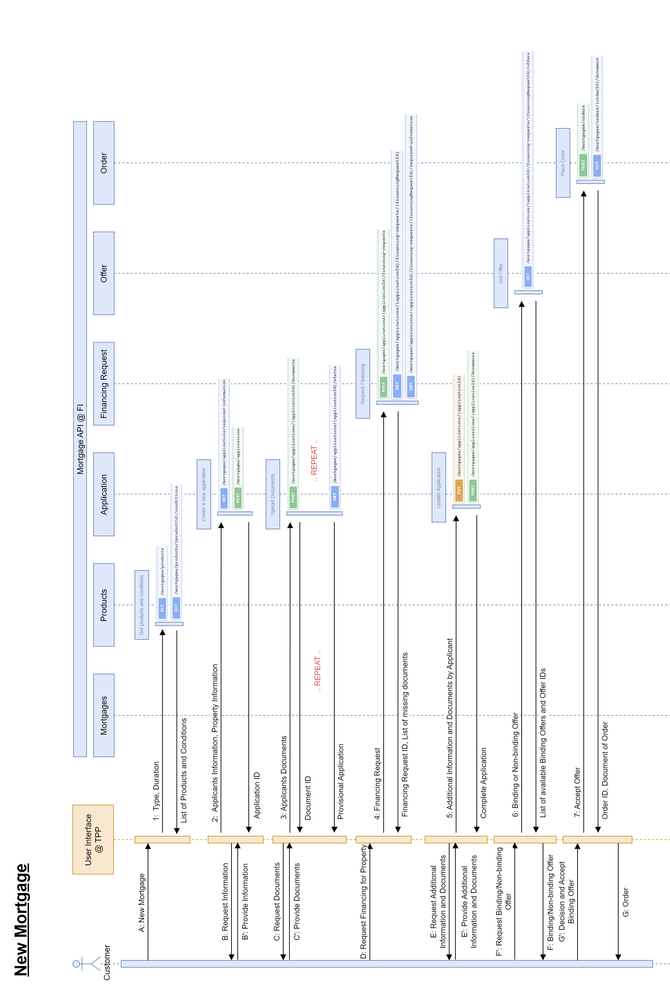 New Mortgage
Customer
User Interface
@ TPP
Mortgage API @ FI
Mortgages
Products
Application
Financing Request
Offer
Order
A: New Mortgage
1: Type, Duration
Get products and conditions
GET
/mortgages/products
GET
/mortgages/products/{productId}/conditions
List of Products and Conditions
B: Request Information
B': Provide Information
2: Applicants Information, Property Information
Create a new application
GET
/mortgages/applications/required-information
POST
/mortgages/applications
Application ID
C: Request Documents
C': Provide Documents
3: Applicants Documents
Upload Documents
POST
/mortgages/applications/{applicationId}/documents
Document ID
.. REPEAT ..
.. REPEAT ..
GET
/mortgages/applications/{applicationId}/status
Provisional Application
D: Request Financing for Property
4: Financing Request
Request Financing
POST
/mortgages/applications/{applicationId}/financing-requests
GET
/mortgages/applications/{applicationId}/financing-requests/{financingRequestId}
GET
/mortgages/applications/{applicationId}/financing-requests/{financingRequestId}/required-information
Financing Request ID, List of missing documents
E: Request Additional
Information and Documents
E': Provide Additional
Information and Documents
5: Additional Information and Documents by Applicant
Update Application
PUT
/mortgages/applications/{applicationId}
POST
/mortgages/applications/{applicationId}/documents
Complete Application
F': Request Binding/Non-binding
Offer
6: Binding or Non-binding Offer
Get Offer
GET
/mortgages/applications/{applicationId}/financing-requests/{financingRequestId}/offers
List of available Binding Offers and Offer IDs
F: Binding/Non-binding Offer
G': Decision and Accept
Binding Offer
7: Accept Offer
Place Order
POST
/mortgages/orders
GET
/mortgages/orders/{orderId}/document
Order ID, Document of Order
G: Order